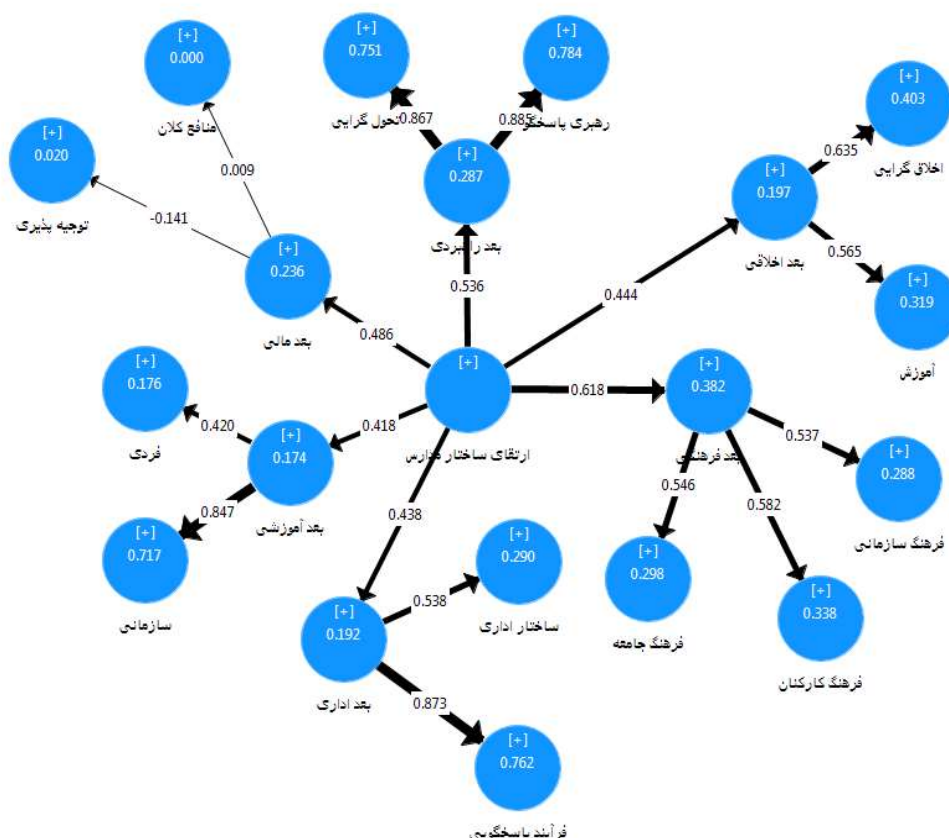 [+]
0.000
منافع کلان
[+]
0.751
تحول گرایی
[+]
0.784
رهبری پاسخگو
[+]
0.403
اخلاق گرایی
[+]
0.020
توجیه پذیری
0.009
-0.141
0.867
0.885
[+]
0.287
بعد راهبردی
0.635
[+]
0.197
بعد اخلاقی
0.565
[+]
0.319
آموزش
[+]
0.236
بعد مالی
0.486
0.536
0.444
[+]
ارتقای ساختار مدارس
0.618
[+]
0.382
بعد فرهنگی
[+]
0.176
فردی
0.420
0.418
[+]
0.174
بعد آموزشی
0.847
[+]
0.717
سازمانی
0.438
0.537
[+]
0.288
فرهنگ سازمانی
0.546
0.582
[+]
0.298
فرهنگ جامعه
[+]
0.338
فرهنگ کارکنان
[+]
0.290
ساختار اداری
0.538
[+]
0.192
بعد اداری
0.873
[+]
0.762
فرآیند پاسخگویی